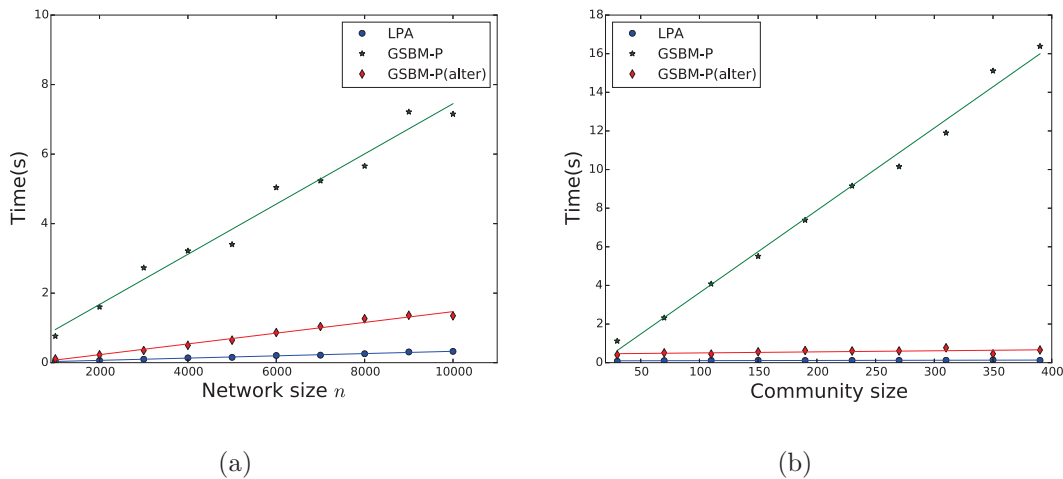 10
8
6
4
2
0
Time(s)
LPA
GSBM-P
GSBM-P(alter)
2000 4000 6000 8000 10000
Network size n
(a)
18
16
14
12
10
8
6
4
2
0
Time(s)
LPA
GSBM-P
GSBM-P(alter)
50 100 150 200 250 300 350 400
Community size
(b)